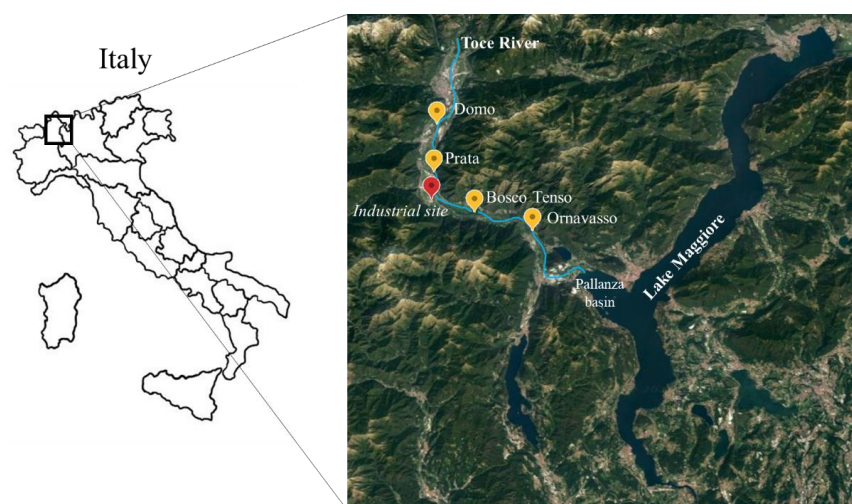 Italy
Toce River
Domo
Prata
Industrial site
Bosco Tenso
Ornavasso
Lake Maggiore
Pallanza
basin